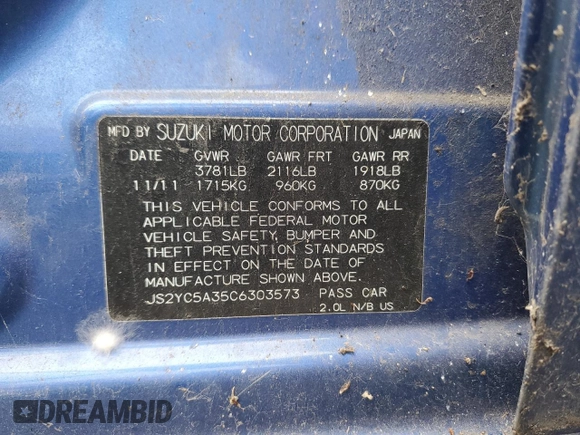 MFD BY SUZUKI MOTOR CORPORATION JAPAN
DATE GVWR GAWR FRT GAWR RR
3781LB 2116LB 1918LB
11/11 1715KG 960KG 870KG
THIS VEHICLE CONFORMS TO ALL
APPLICABLE FEDERAL MOTOR
VEHICLE SAFETY, BUMPER AND
THEFT PREVENTION STANDARDS
IN EFFECT ON THE DATE OF
MANUFACTURE SHOWN ABOVE.
JS2YC5A35C6303573 PASS CAR
2.0L N/B US
DREAMBID